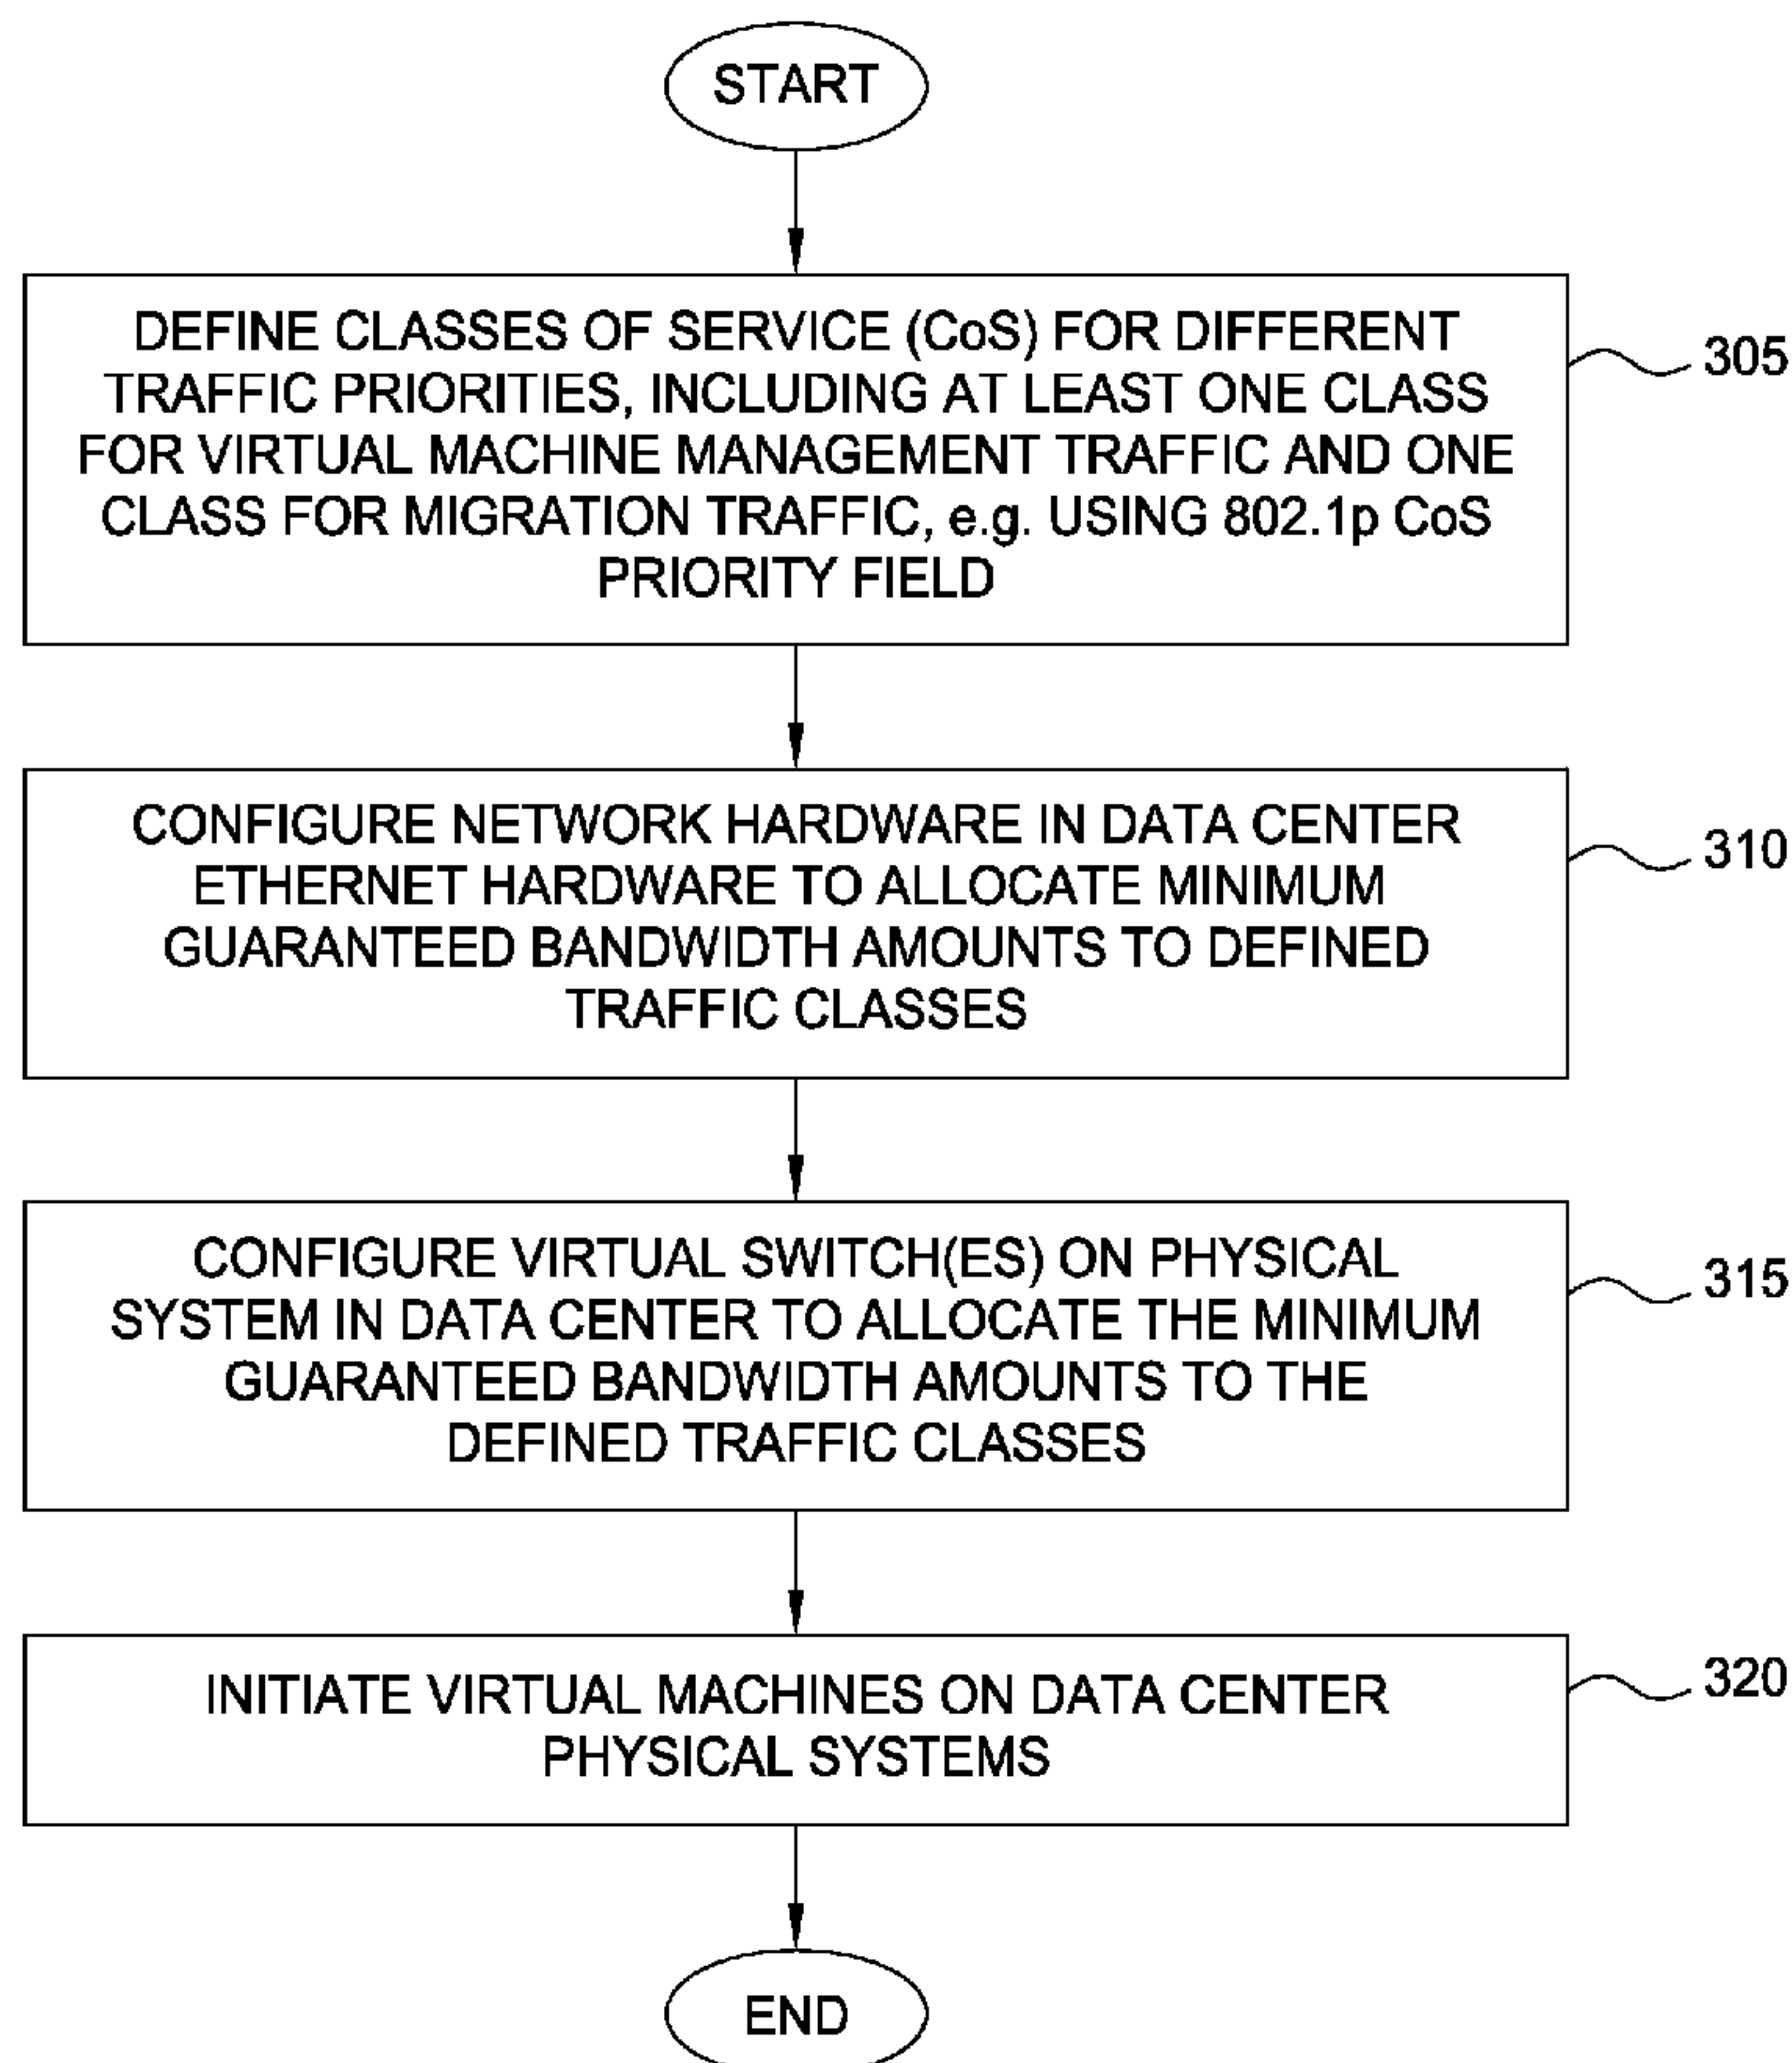 START
DEFINE CLASSES OF SERVICE (CoS) FOR DIFFERENT
TRAFFIC PRIORITIES, INCLUDING AT LEAST ONE CLASS
FOR VIRTUAL MACHINE MANAGEMENT TRAFFIC AND ONE
CLASS FOR MIGRATION TRAFFIC, e.g. USING 802.1p CoS
PRIORITY FIELD
305
CONFIGURE NETWORK HARDWARE IN DATA CENTER
ETHERNET HARDWARE TO ALLOCATE MINIMUM
GUARANTEED BANDWIDTH AMOUNTS TO DEFINED
TRAFFIC CLASSES
310
CONFIGURE VIRTUAL SWITCH(ES) ON PHYSICAL
SYSTEM IN DATA CENTER TO ALLOCATE THE MINIMUM
GUARANTEED BANDWIDTH AMOUNTS TO THE
DEFINED TRAFFIC CLASSES
315
INITIATE VIRTUAL MACHINES ON DATA CENTER
PHYSICAL SYSTEMS
320
END